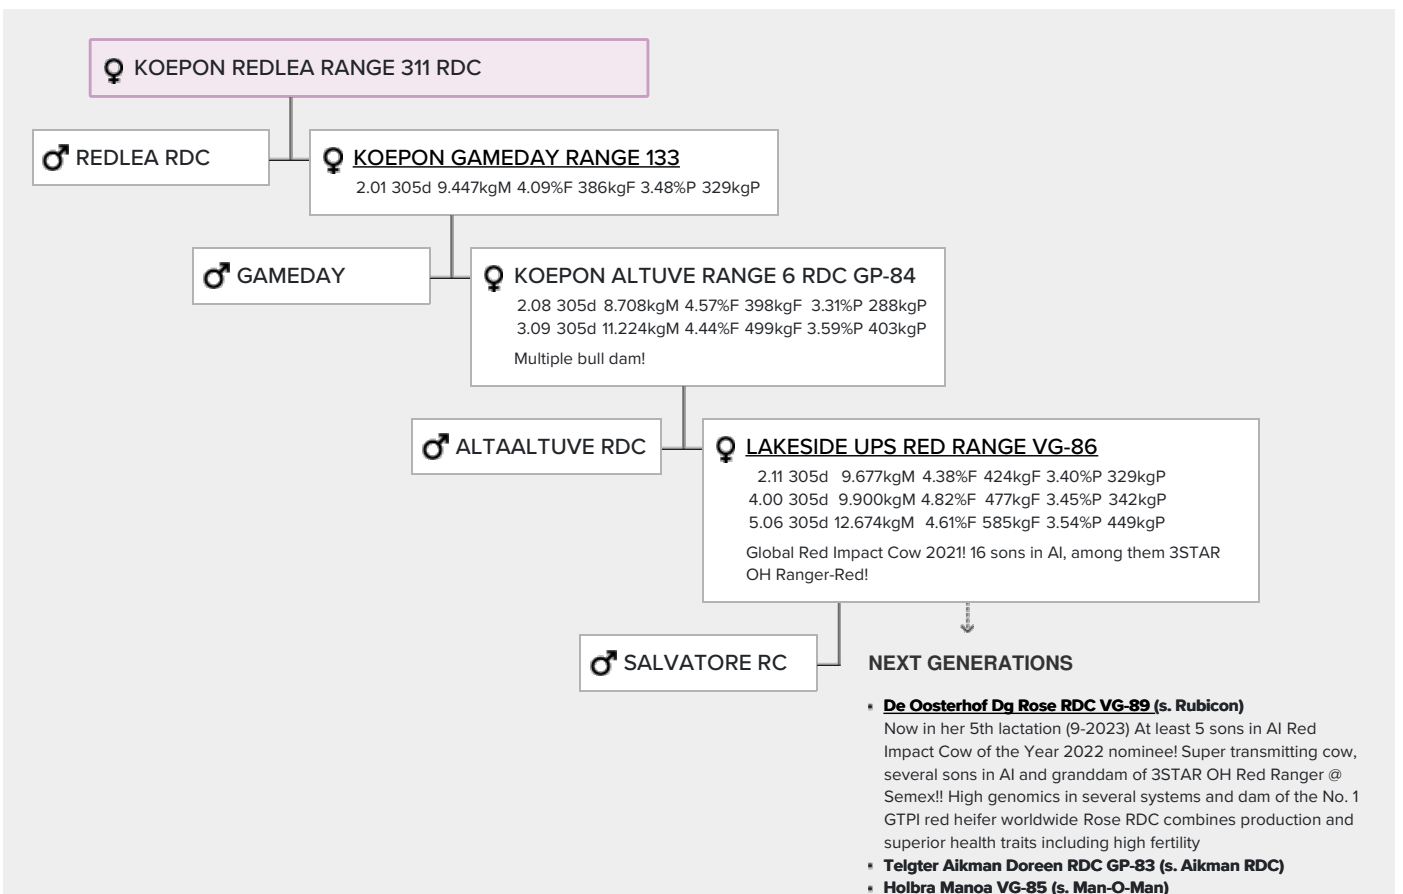 KOEPON REDLEA RANGE 311 RDC
REDLEA RDC
KOEPON GAMEDAY RANGE 133
2.01 305d 9.447kgM 4.09%F 386kgF 3.48%P 329kgP
GAMEDAY
KOEPON ALTUVE RANGE 6 RDC GP-84
2.08 305d 8.708kgM 4.57%F 398kgF 3.31%P 288kgP
3.09 305d 11.224kgM 4.44%F 499kgF 3.59%P 403kgP
Multiple bull dam!
ALTAALTUVE RDC
LAKESIDE UPS RED RANGE VG-86
2.11 305d 9.677kgM 4.38%F 424kgF 3.40%P 329kgP
4.00 305d 9.900kgM 4.82%F 477kgF 3.45%P 342kgP
5.06 305d 12.674kgM 4.61%F 585kgF 3.54%P 449kgP
Global Red Impact Cow 2021! 16 sons in AI, among them 3STAR
OH Ranger-Red!
SALVATORE RC
NEXT GENERATIONS
De Oosterhof Dg Rose RDC VG-89 (s. Rubicon)
Now in her 5th lactation (9-2023) At least 5 sons in AI Red
Impact Cow of the Year 2022 nominee! Super transmitting cow,
several sons in AI and granddam of 3STAR OH Red Ranger @
Semex!! High genomics in several systems and dam of the No. 1
GTPI red heifer worldwide Rose RDC combines production and
superior health traits including high fertility
Telgter Aikman Doreen RDC GP-83 (s. Aikman RDC)
Holbra Manoa VG-85 (s. Man-O-Man)